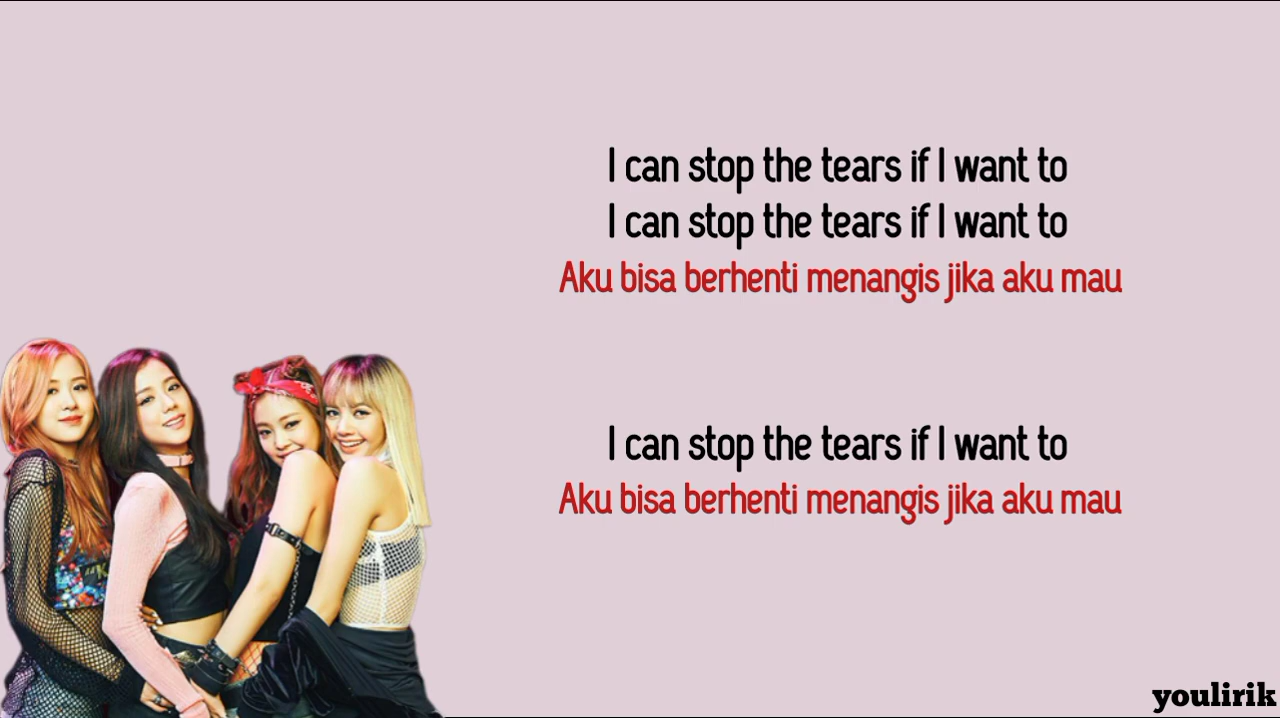 I can stop the tears if I want to
I can stop the tears if I want to
Aku bisa berhenti menangis jika aku mau
I can stop the tears if I want to
Aku bisa berhenti menangis jika aku mau
youlirik